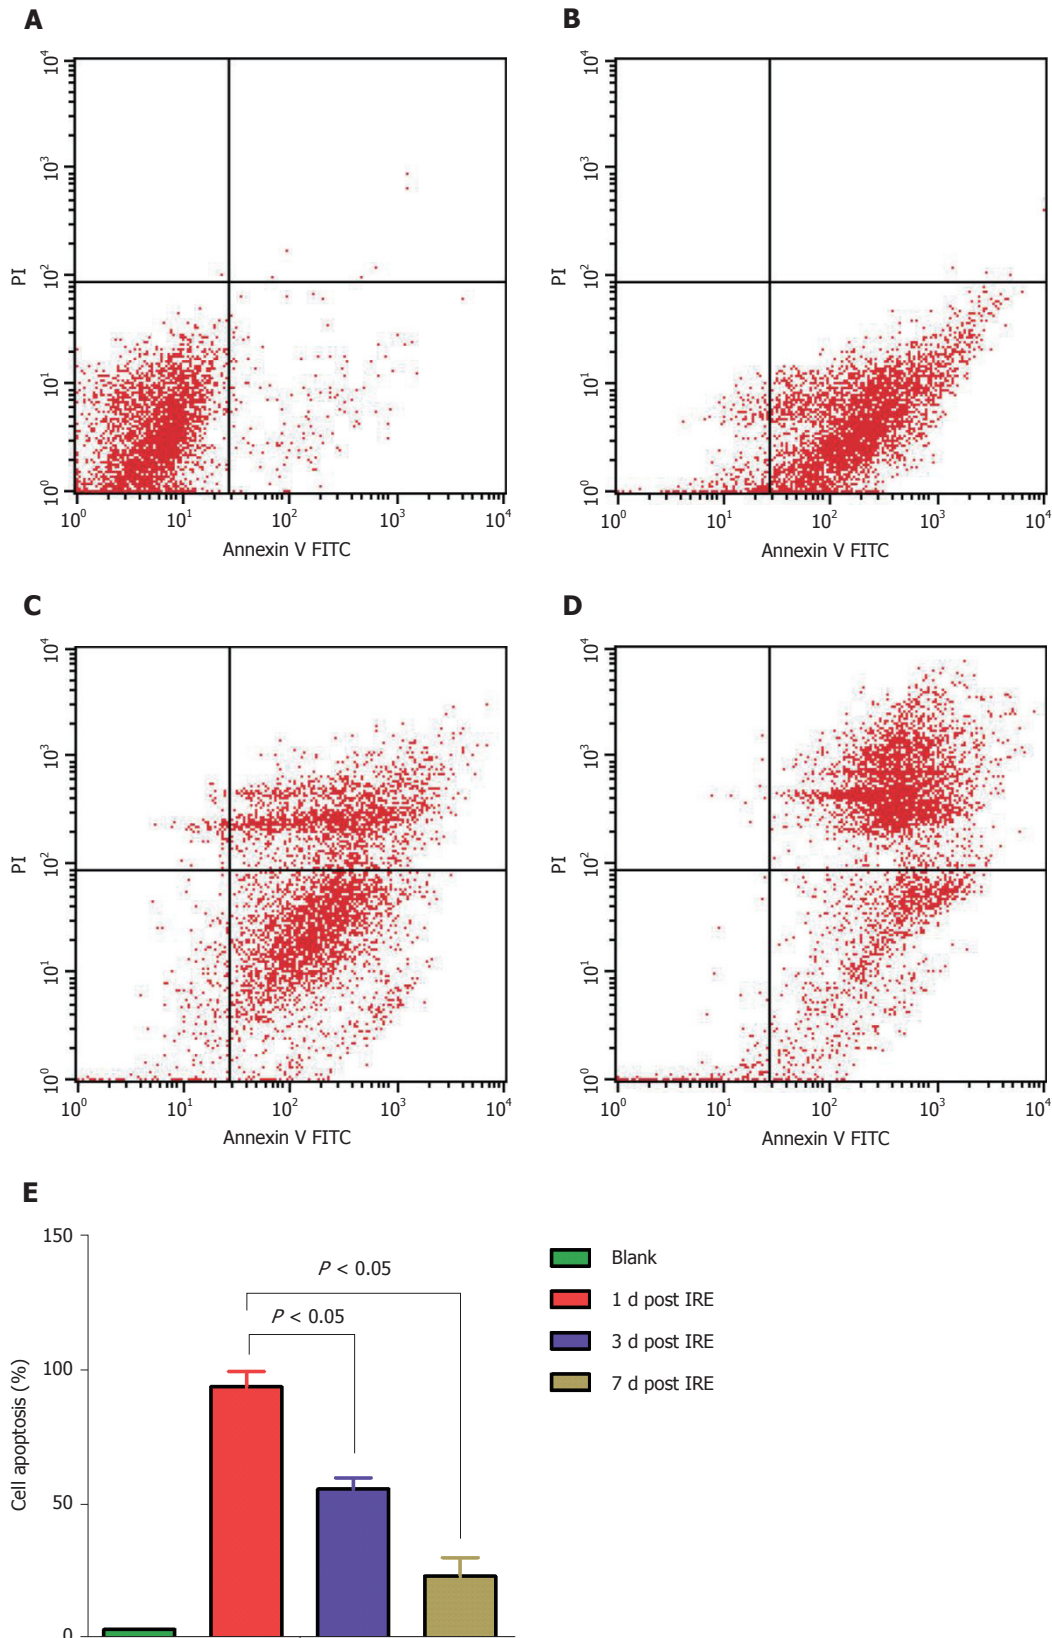 A
B
10⁴
10³
10²
10¹
10⁰
PI
10⁰
10¹
10²
10³
10⁴
Annexin V FITC
10⁴
10³
10²
10¹
10⁰
PI
10⁰
10¹
10²
10³
10⁴
Annexin V FITC
C
D
10⁴
10³
10²
10¹
10⁰
PI
10⁰
10¹
10²
10³
10⁴
Annexin V FITC
10⁴
10³
10²
10¹
10⁰
PI
10⁰
10¹
10²
10³
10⁴
Annexin V FITC
E
150
100
50
0
Cell apoptosis (%)
P < 0.05
P < 0.05
Blank
1 d post IRE
3 d post IRE
7 d post IRE